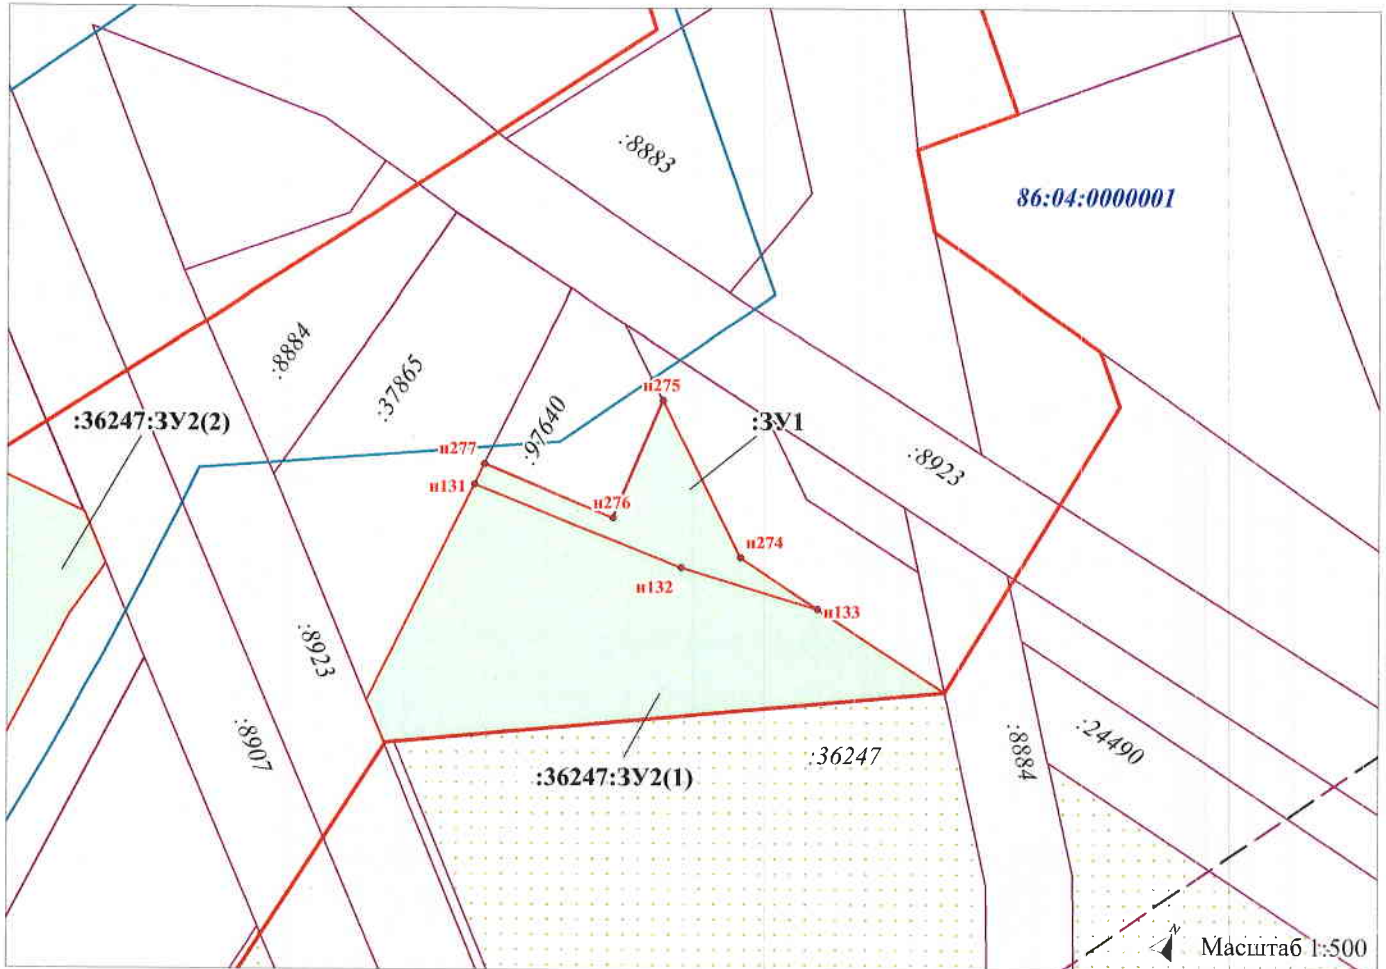 :8883
86:04:0000001
:8884
:37865
:36247:ЗУ2(2)
н275
:ЗУ1
:97640
н277
:8923
н131
н276
н274
н132
н133
:8923
:8907
:36247
:8884
:24490
:36247:ЗУ2(1)
N
Масштаб 1:500